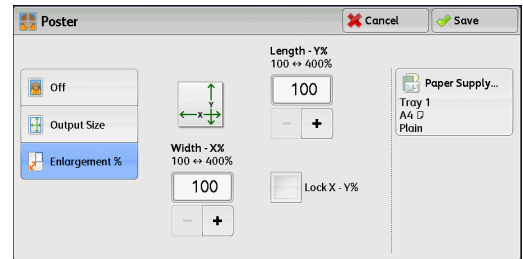 Poster
Cancel
Save
Off
Output Size
Enlargement %
Y
X
Width - X%
100 ↔ 400%
100
− +
Length - Y%
100 ↔ 400%
100
− +
Lock X - Y%
Paper Supply...
Tray 1
A4
Plain